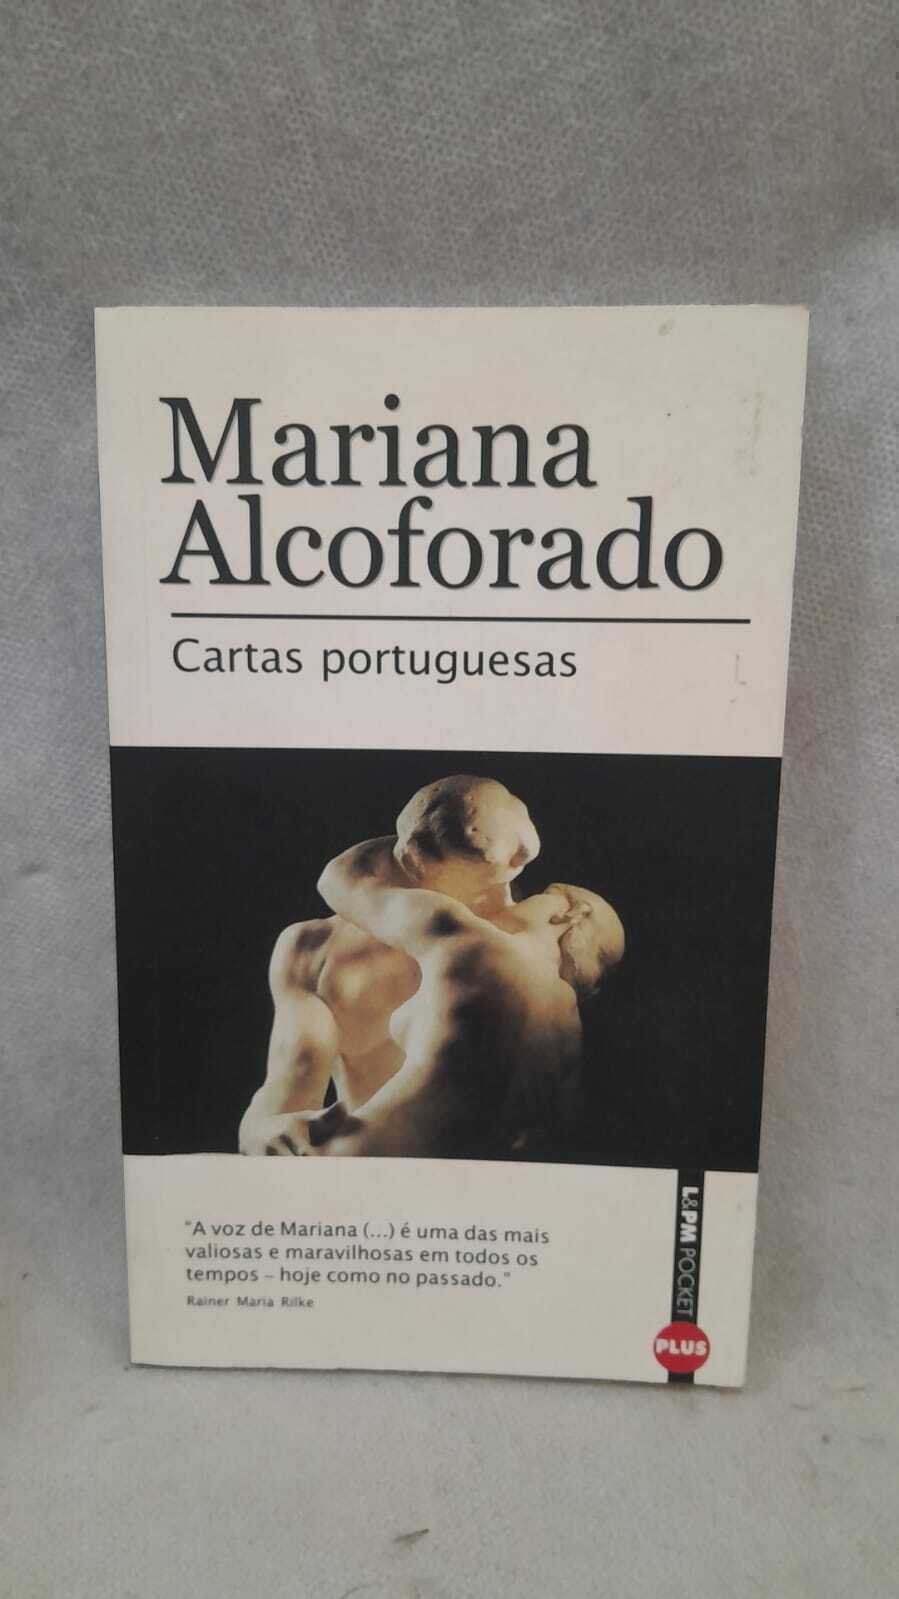 Mariana
Alcoforado
Cartas portuguesas
"A voz de Mariana (...) é uma das mais
valiosas e maravilhosas em todos os
tempos – hoje como no passado."
Rainer Maria Rilke
L&PM POCKET
PLUS